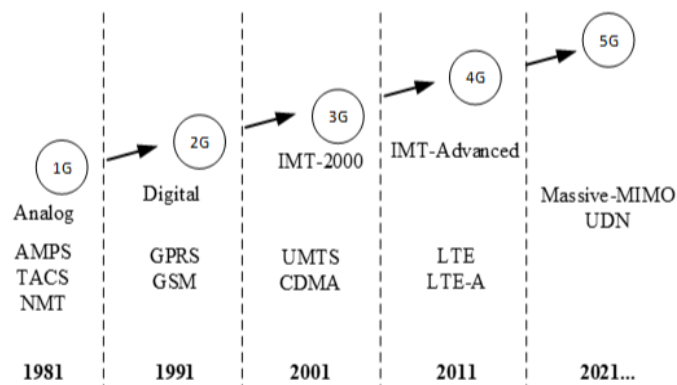 1G
Analog
AMPS
TACS
NMT
1981
2G
Digital
GPRS
GSM
1991
3G
IMT-2000
UMTS
CDMA
2001
4G
IMT-Advanced
LTE
LTE-A
2011
5G
Massive-MIMO
UDN
2021...